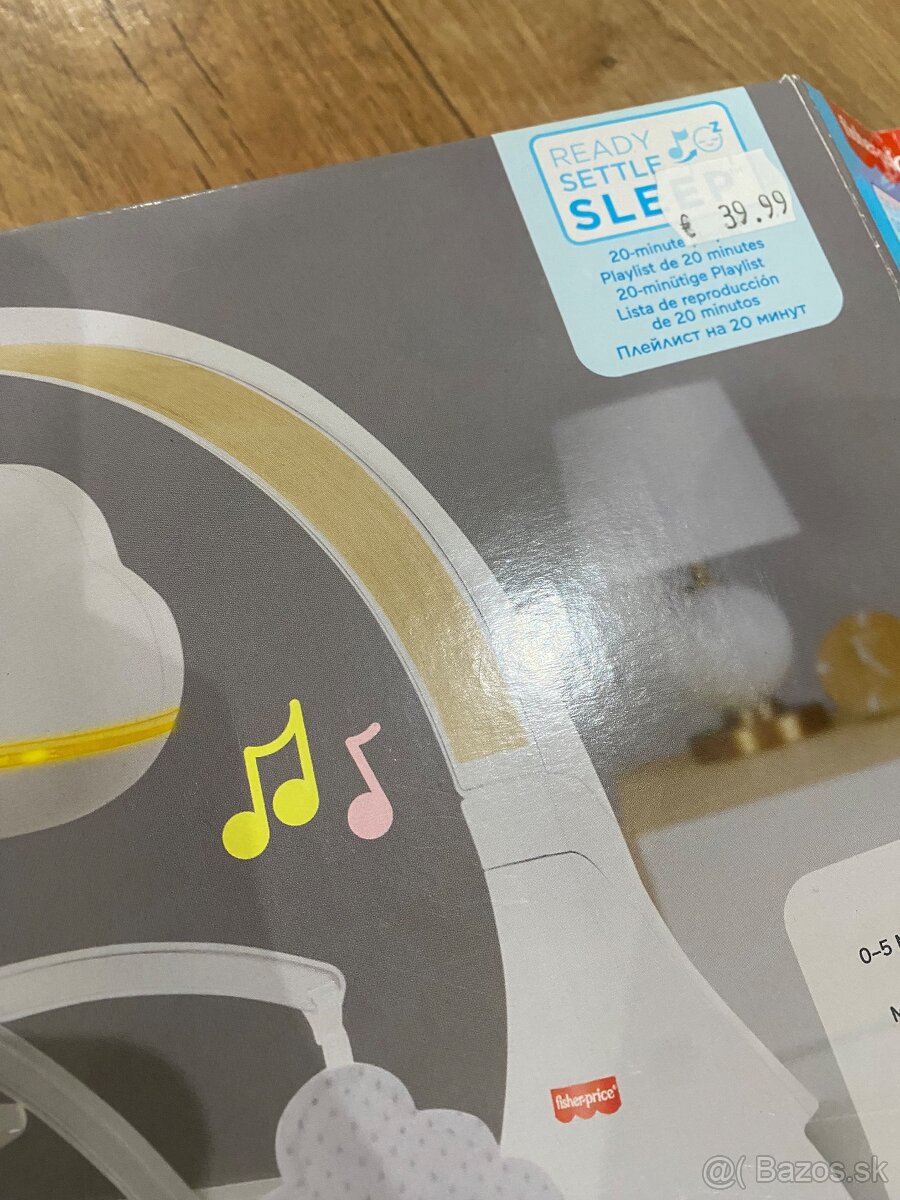 READY
SETTLE
SLEEP
€ 39.99
20-minute
Playlist de 20 minutes
20-minütige Playlist
Lista de reproducción
de 20 minutos
Плейлист на 20 минут
0–5
fisher-price
@( Bazos.sk